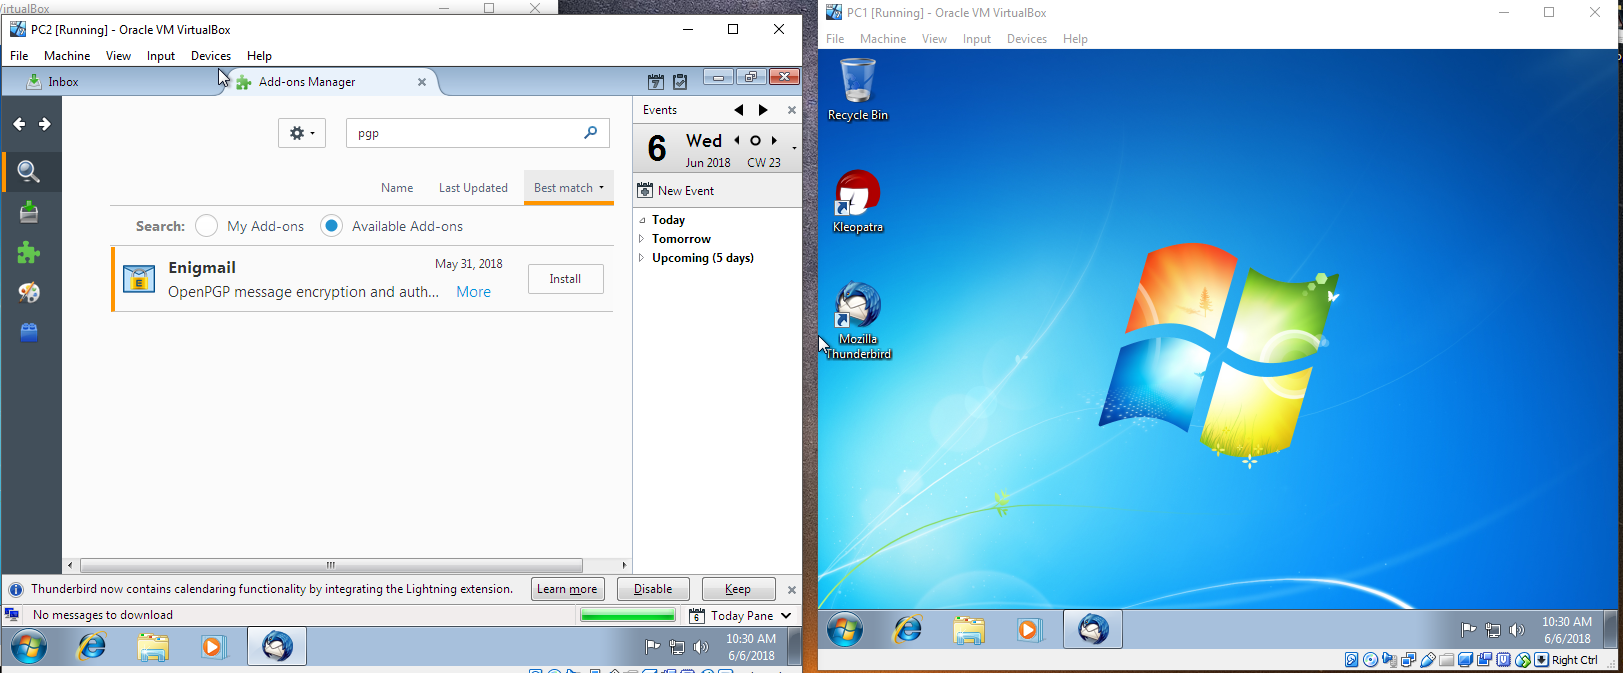 VirtualBox
PC2 [Running] - Oracle VM VirtualBox
File Machine View Input Devices Help
Inbox
Add-ons Manager
7
pgp
Name Last Updated Best match
Search: My Add-ons Available Add-ons
E
Enigmail
May 31, 2018
Install
OpenPGP message encryption and auth... More
Events
6 Wed
Jun 2018 CW 23
New Event
Today
Tomorrow
Upcoming (5 days)
Thunderbird now contains calendaring functionality by integrating the Lightning extension.
Learn more
Disable
Keep
No messages to download
6 Today Pane
10:30 AM
6/6/2018
PC1 [Running] - Oracle VM VirtualBox
File Machine View Input Devices Help
Recycle Bin
Kleopatra
Mozilla
Thunderbird
10:30 AM
6/6/2018
Right Ctrl